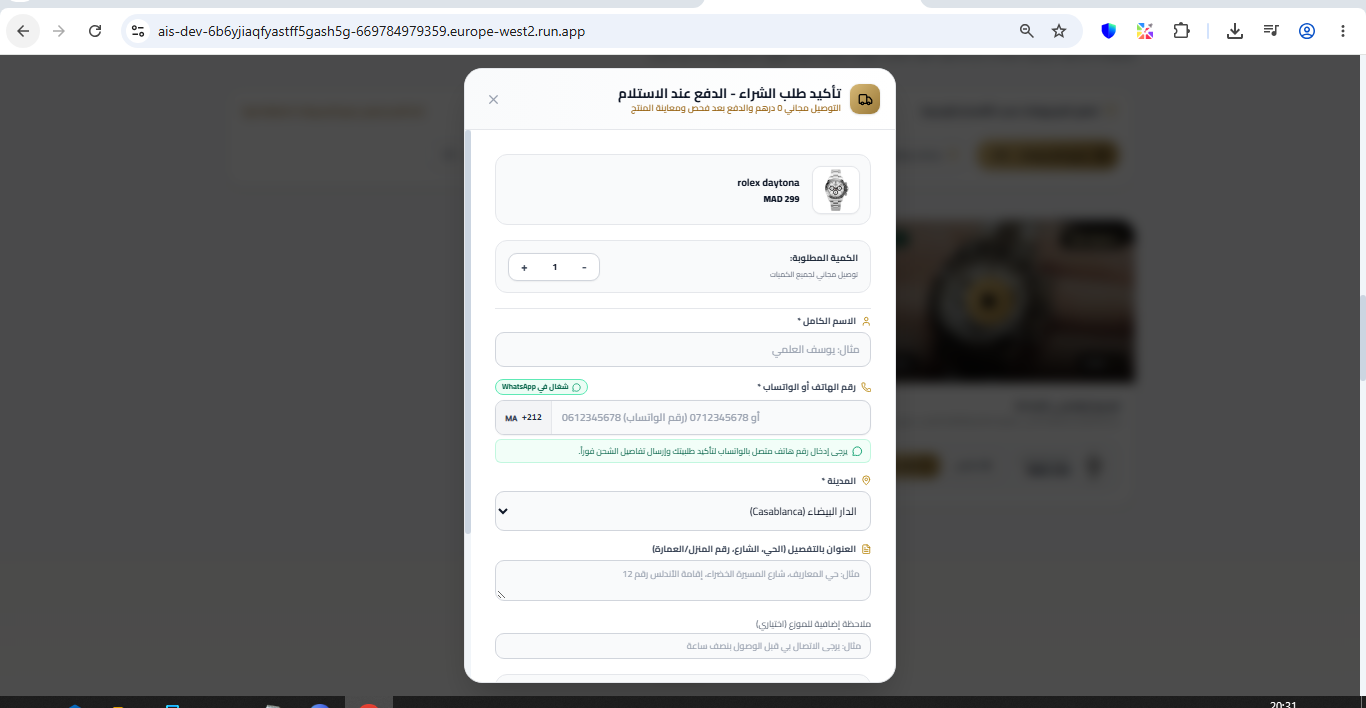 ais-dev-6b6yjiaqfyastff5gash5g-669784979359.europe-west2.run.app
تأكيد طلب الشراء - الدفع عند الاستلام
التوصيل مجاني 0 درهم والدفع بعد فحص ومعاينة المنتج
rolex daytona
MAD 299
الكمية المطلوبة:
توصيل مجاني لجميع الكميات
+ 1 -
الاسم الكامل *
مثال: يوسف العلمي
رقم الهاتف أو الواتساب *
شغال في WhatsApp
MA +212
0612345678 أو 0712345678 (رقم الواتساب)
يرجى إدخال رقم هاتف متصل بالواتساب لتأكيد طلبيتك وإرسال تفاصيل الشحن فوراً.
المدينة *
الدار البيضاء (Casablanca)
العنوان بالتفصيل (الحي، الشارع، رقم المنزل/العمارة)
مثال: حي المعاريف، شارع المسيرة الخضراء، إقامة الأندلس رقم 12
ملاحظة إضافية للموزع (اختياري)
مثال: يرجى الاتصال بي قبل الوصول بنصف ساعة
20:31